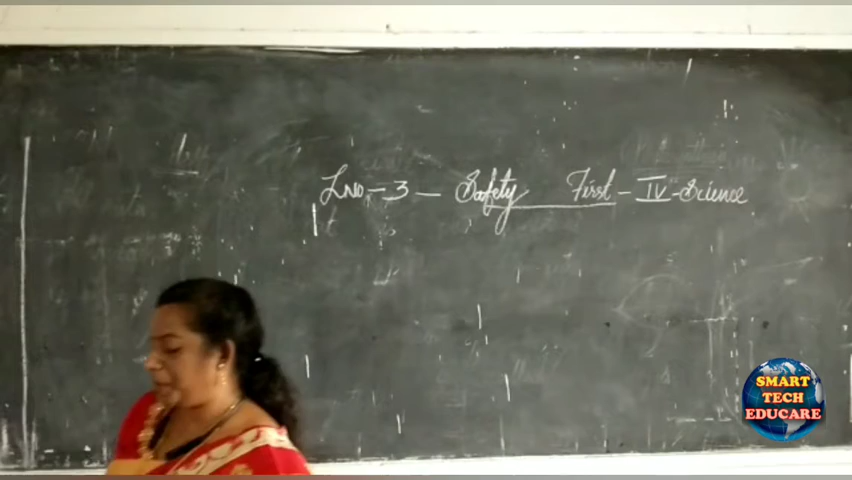 LNo - 3 - Safety First - IV - Science
SMART
TECH
EDUCARE